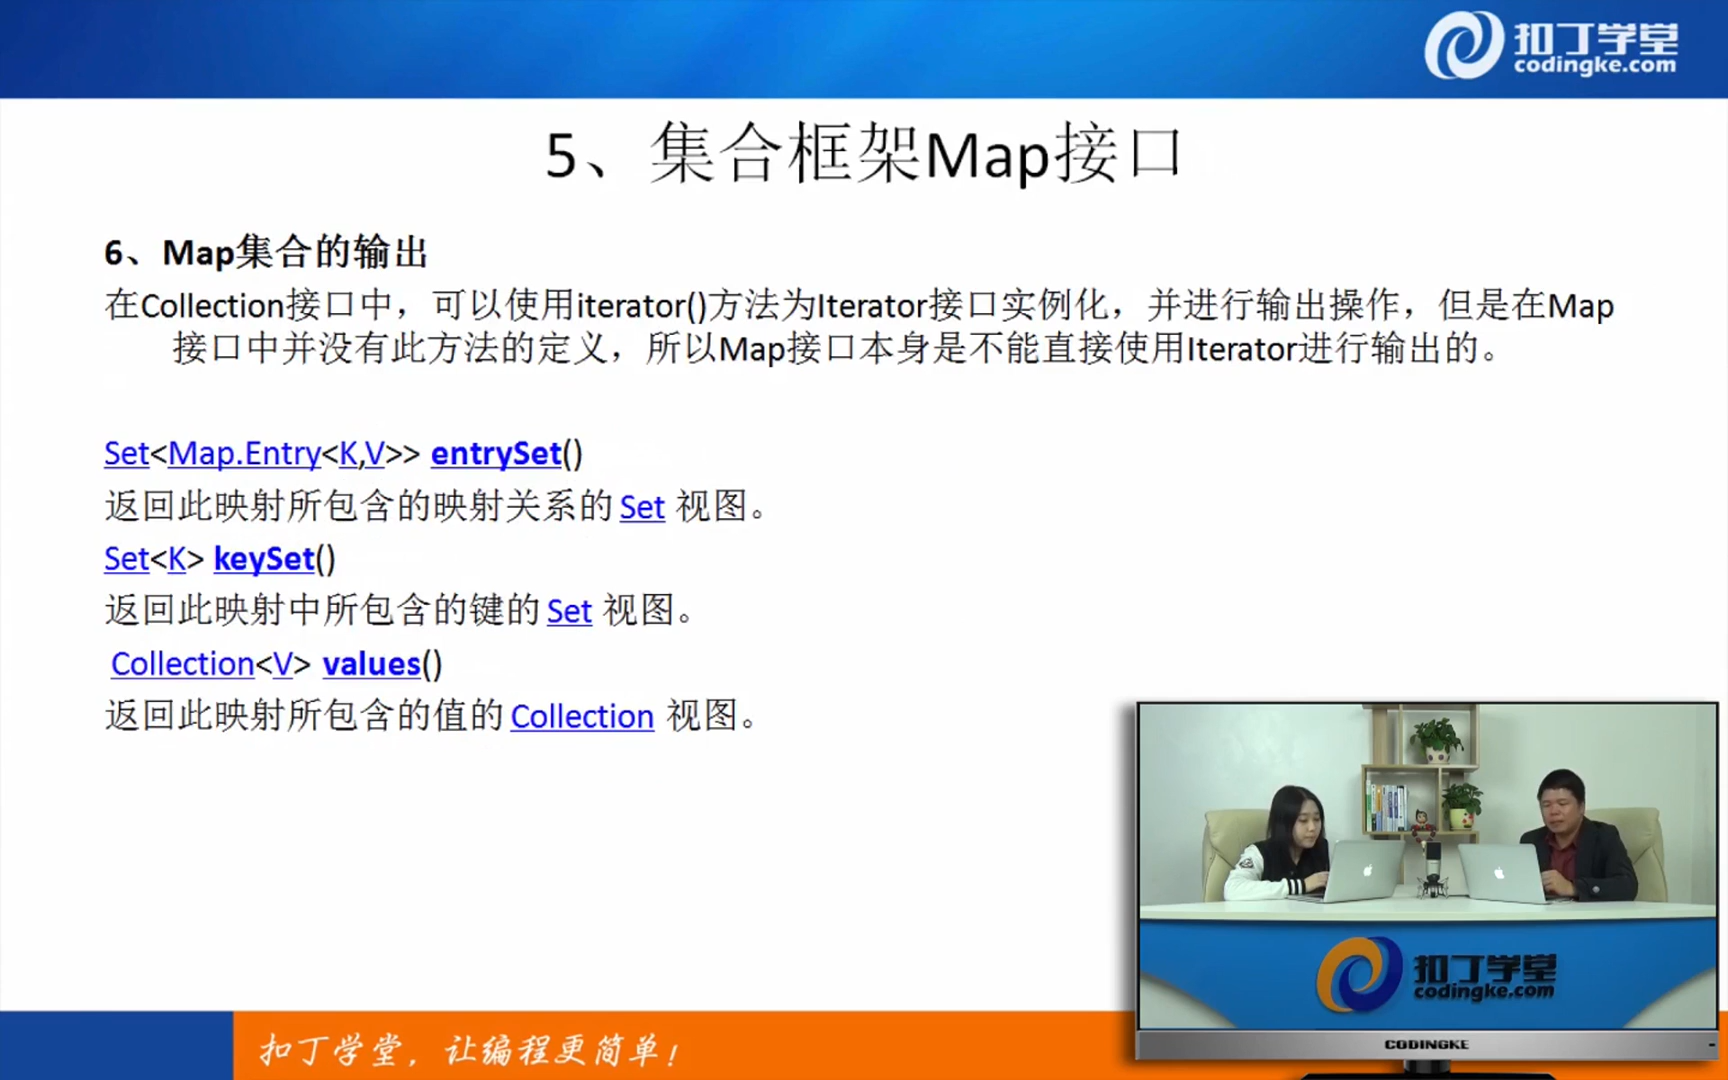 扣丁学堂
codingke.com
5、集合框架Map接口
6、Map集合的输出
在Collection接口中，可以使用iterator()方法为Iterator接口实例化，并进行输出操作，但是在Map
接口中并没有此方法的定义，所以Map接口本身是不能直接使用Iterator进行输出的。
Set<Map.Entry<K,V>> entrySet()
返回此映射所包含的映射关系的 Set 视图。
Set<K> keySet()
返回此映射中所包含的键的 Set 视图。
Collection<V> values()
返回此映射所包含的值的 Collection 视图。
扣丁学堂
codingke.com
CODINGKE
扣丁学堂，让编程更简单！